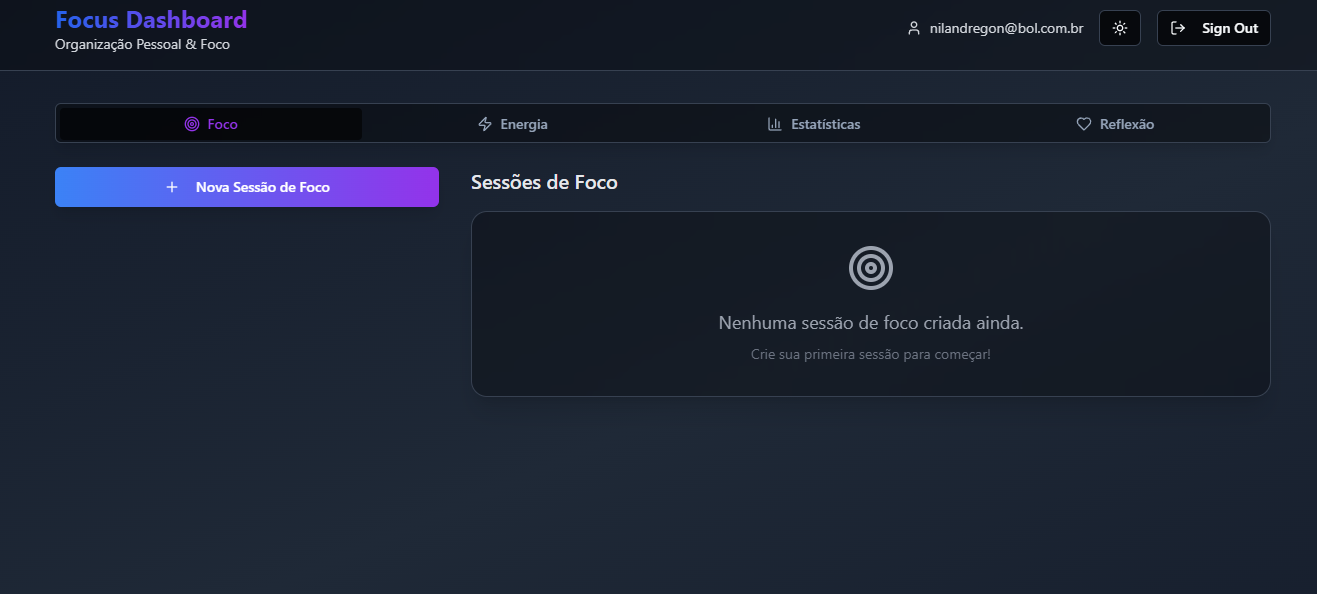 Focus Dashboard
Organização Pessoal & Foco
nilandregon@bol.com.br
Sign Out
Foco
Energia
Estatísticas
Reflexão
Nova Sessão de Foco
Sessões de Foco
Nenhuma sessão de foco criada ainda.
Crie sua primeira sessão para começar!